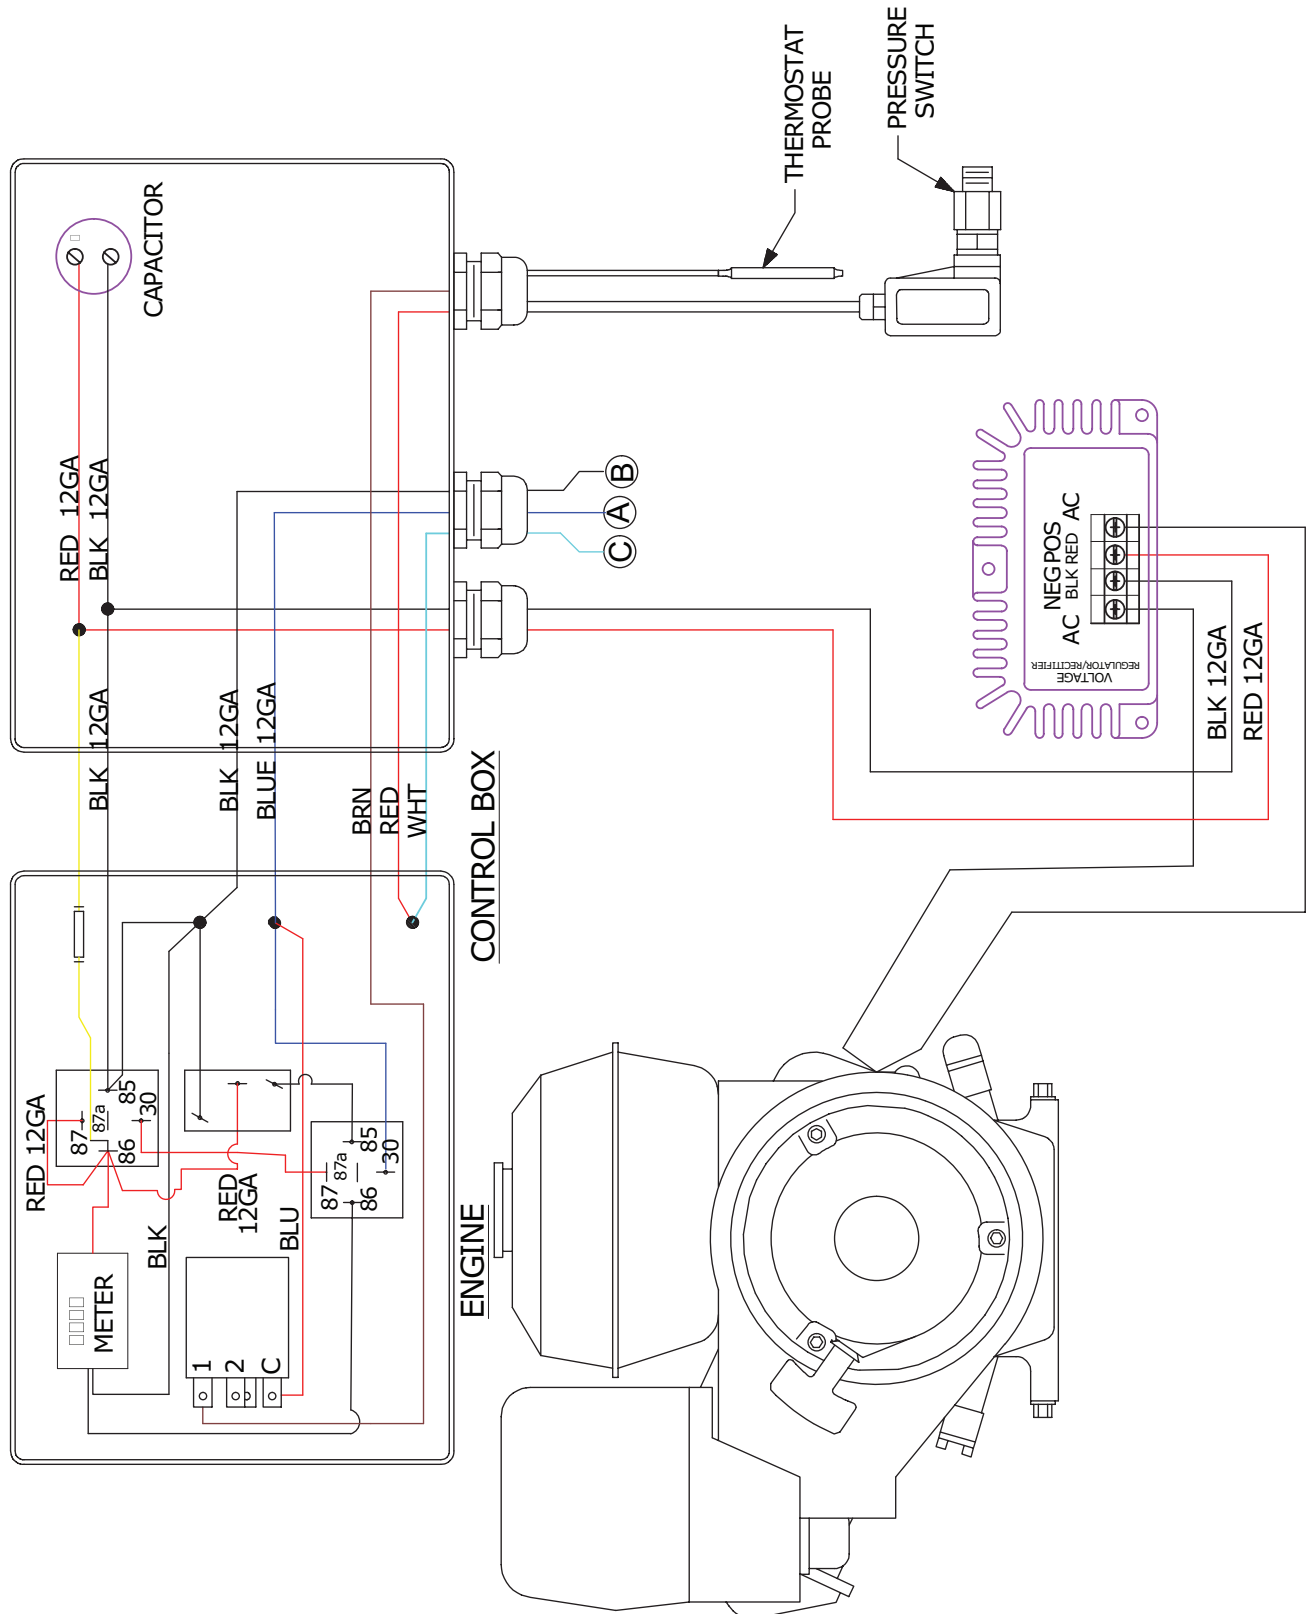 THERMOSTAT
PROBE
PRESSURE
SWITCH
CAPACITOR
RED 12GA
BLK 12GA
B
A
C
BLK 12GA
BLK 12GA
BLUE 12GA
BRN
RED
WHT
CONTROL BOX
AC
NEG
POS
AC
BLK
RED
VOLTAGE
REGULATOR/RECTIFIER
BLK 12GA
RED 12GA
RED 12GA
87
87a
85
86
30
RED
12GA
87
87a
85
86
30
BLK
BLU
METER
1
2
C
ENGINE